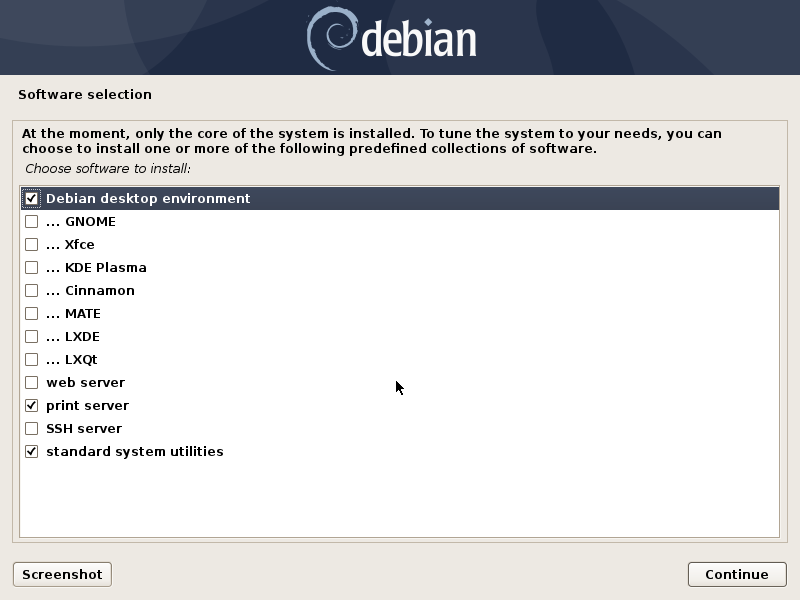 debian
Software selection
At the moment, only the core of the system is installed. To tune the system to your needs, you can
choose to install one or more of the following predefined collections of software.
Choose software to install:
Debian desktop environment
... GNOME
... Xfce
... KDE Plasma
... Cinnamon
... MATE
... LXDE
... LXQt
web server
print server
SSH server
standard system utilities
Screenshot
Continue